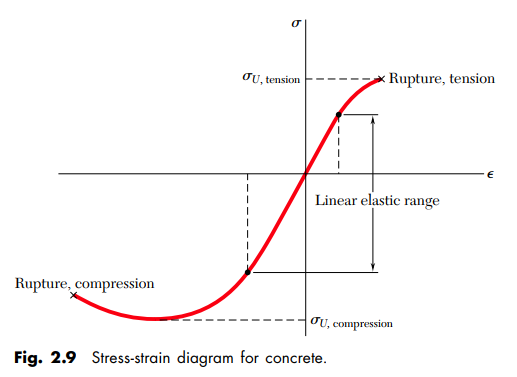 σ
σU, tension
Rupture, tension
ϵ
Linear elastic range
Rupture, compression
σU, compression
Fig. 2.9 Stress-strain diagram for concrete.